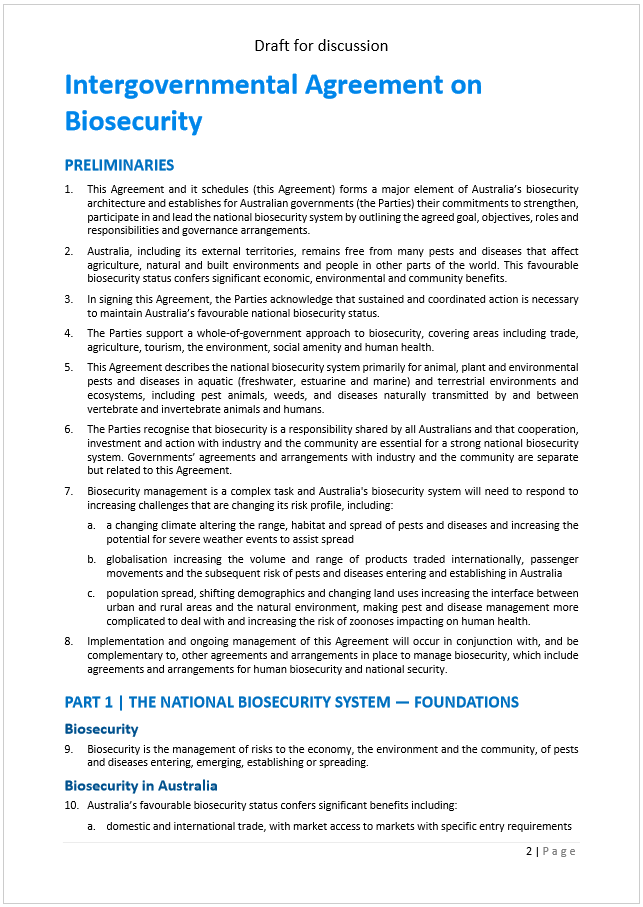 Draft for discussion
Intergovernmental Agreement on
Biosecurity
PRELIMINARIES
1. This Agreement and it schedules (this Agreement) forms a major element of Australia's biosecurity
architecture and establishes for Australian governments (the Parties) their commitments to strengthen,
participate in and lead the national biosecurity system by outlining the agreed goal, objectives, roles and
responsibilities and governance arrangements.
2. Australia, including its external territories, remains free from many pests and diseases that affect
agriculture, natural and built environments and people in other parts of the world. This favourable
biosecurity status confers significant economic, environmental and community benefits.
3. In signing this Agreement, the Parties acknowledge that sustained and coordinated action is necessary
to maintain Australia's favourable national biosecurity status.
4. The Parties support a whole-of-government approach to biosecurity, covering areas including trade,
agriculture, tourism, the environment, social amenity and human health.
5. This Agreement describes the national biosecurity system primarily for animal, plant and environmental
pests and diseases in aquatic (freshwater, estuarine and marine) and terrestrial environments and
ecosystems, including pest animals, weeds, and diseases naturally transmitted by and between
vertebrate and invertebrate animals and humans.
6. The Parties recognise that biosecurity is a responsibility shared by all Australians and that cooperation,
investment and action with industry and the community are essential for a strong national biosecurity
system. Governments' agreements and arrangements with industry and the community are separate
but related to this Agreement.
7. Biosecurity management is a complex task and Australia's biosecurity system will need to respond to
increasing challenges that are changing its risk profile, including:
a. a changing climate altering the range, habitat and spread of pests and diseases and increasing the
potential for severe weather events to assist spread
b. globalisation increasing the volume and range of products traded internationally, passenger
movements and the subsequent risk of pests and diseases entering and establishing in Australia
c. population spread, shifting demographics and changing land uses increasing the interface between
urban and rural areas and the natural environment, making pest and disease management more
complicated to deal with and increasing the risk of zoonoses impacting on human health.
8. Implementation and ongoing management of this Agreement will occur in conjunction with, and be
complementary to, other agreements and arrangements in place to manage biosecurity, which include
agreements and arrangements for human biosecurity and national security.
PART 1 | THE NATIONAL BIOSECURITY SYSTEM — FOUNDATIONS
Biosecurity
9. Biosecurity is the management of risks to the economy, the environment and the community, of pests
and diseases entering, emerging, establishing or spreading.
Biosecurity in Australia
10. Australia's favourable biosecurity status confers significant benefits including:
a. domestic and international trade, with market access to markets with specific entry requirements
2 | Page